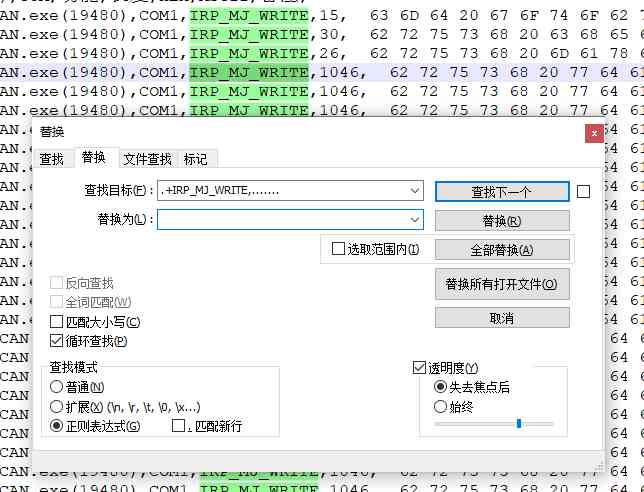 AN.exe(19480),COM1,IRP_MJ_WRITE,15, 63 6D 64 20 67 6F 74 6F 62
AN.exe(19480),COM1,IRP_MJ_WRITE,30, 62 72 75 73 68 20 63 68 65
AN.exe(19480),COM1,IRP_MJ_WRITE,26, 62 72 75 73 68 20 6D 61 78
AN.exe(19480),COM1,IRP_MJ_WRITE,1046, 62 72 75 73 68 20 77 64
AN.exe(19480),COM1,IRP_MJ_WRITE,1046, 62 72 75 73 68 20 77 64
AN.exe(19480),COM1,IRP_MJ_WRITE,1046, 62 72 75 73 68 20 77 64
替换
查找 替换 文件查找 标记
查找目标(F): .+IRP_MJ_WRITE,....... 查找下一个
替换为(L): 替换(R)
选取范围内(I) 全部替换(A)
反向查找 替换所有打开文件(O)
全词匹配(W)
匹配大小写(C) 取消
循环查找(P)
查找模式 透明度(Y)
普通(N) 失去焦点后
扩展(X) (\n, \r, \t, \0, \x...) 始终
正则表达式(G) . 匹配新行
AN.exe(19480),COM1,IRP_MJ_WRITE,1046, 62 72 75 73 68 20 77 64
CAN.exe(19480),COM1,IRP_MJ_WRITE,1046, 62 72 75 73 68 20 77 64